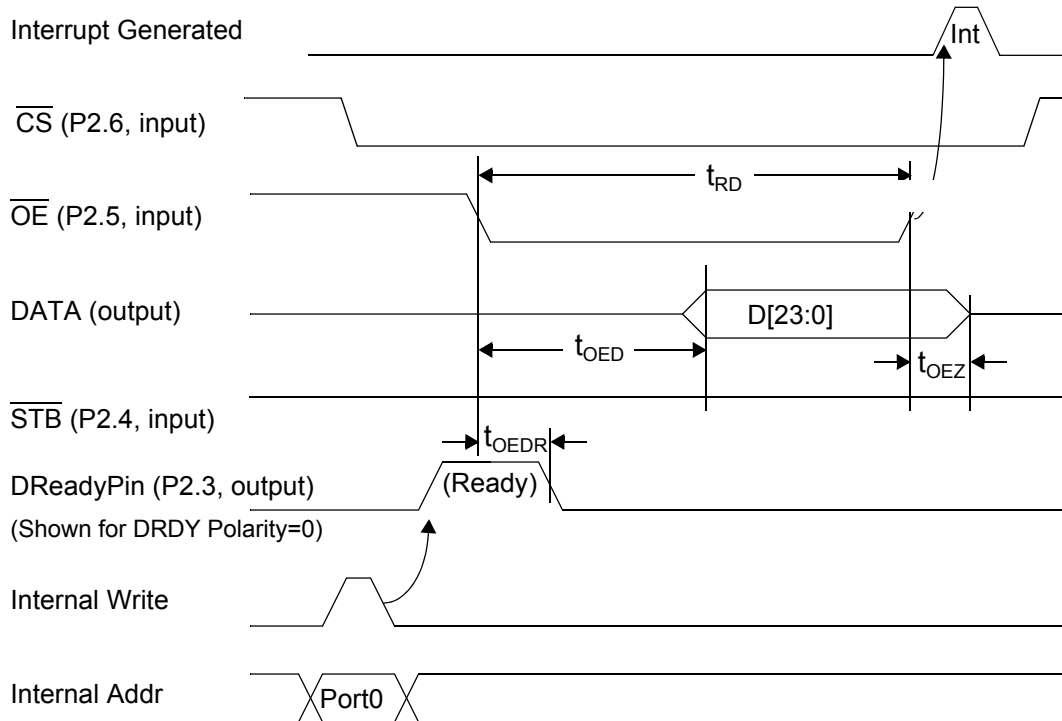 Interrupt Generated
Int
CS (P2.6, input)
tRD
OE (P2.5, input)
DATA (output)
D[23:0]
tOED
tOEZ
STB (P2.4, input)
tOEDR
DReadyPin (P2.3, output)
(Ready)
(Shown for DRDY Polarity=0)
Internal Write
Internal Addr
Port0